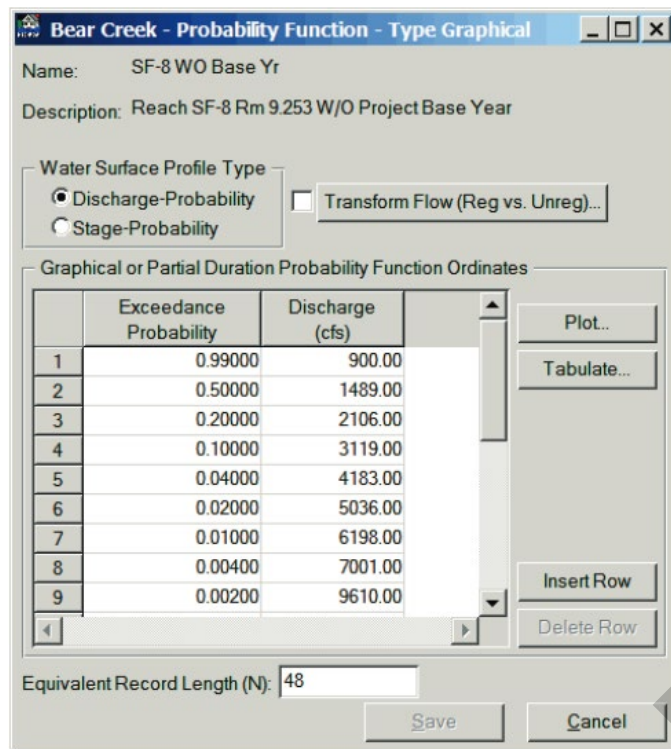 Bear Creek - Probability Function - Type Graphical
Name: SF-8 WO Base Yr
Description: Reach SF-8 Rm 9.253 W/O Project Base Year
Water Surface Profile Type
Discharge-Probability
Stage-Probability
Transform Flow (Reg vs. Unreg)...
Graphical or Partial Duration Probability Function Ordinates
Exceedance Probability Discharge (cfs)
1 0.99000 900.00
2 0.50000 1489.00
3 0.20000 2106.00
4 0.10000 3119.00
5 0.04000 4183.00
6 0.02000 5036.00
7 0.01000 6198.00
8 0.00400 7001.00
9 0.00200 9610.00
Plot...
Tabulate...
Insert Row
Delete Row
Equivalent Record Length (N): 48
Save Cancel